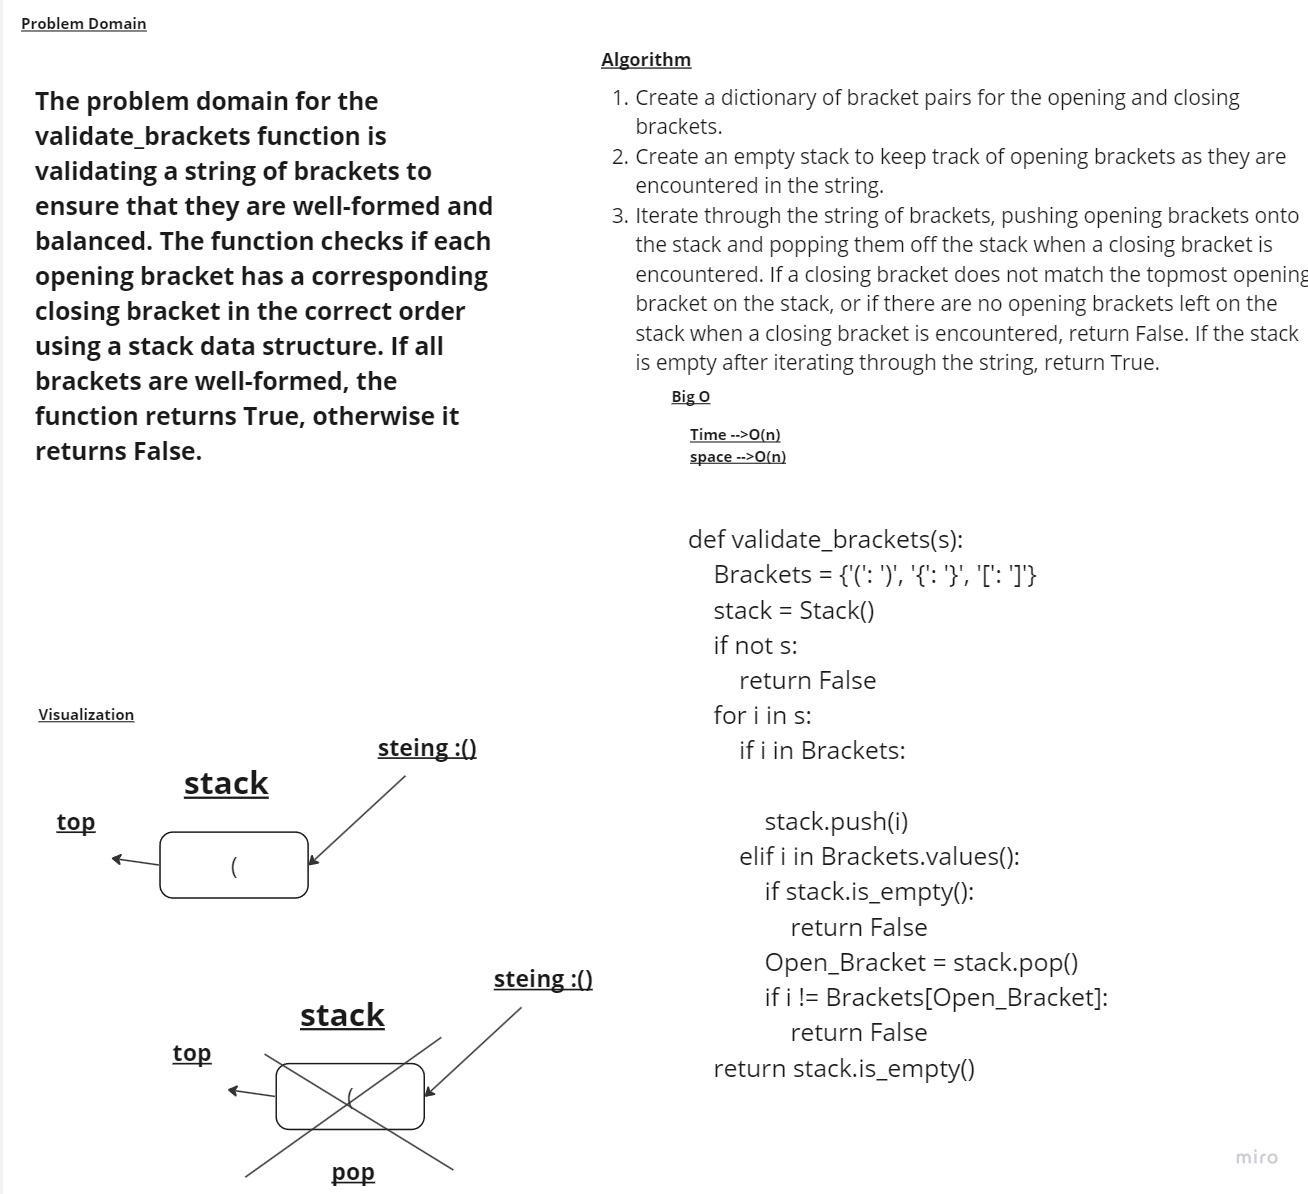 Problem Domain
The problem domain for the
validate_brackets function is
validating a string of brackets to
ensure that they are well-formed and
balanced. The function checks if each
opening bracket has a corresponding
closing bracket in the correct order
using a stack data structure. If all
brackets are well-formed, the
function returns True, otherwise it
returns False.
Algorithm
1. Create a dictionary of bracket pairs for the opening and closing
brackets.
2. Create an empty stack to keep track of opening brackets as they are
encountered in the string.
3. Iterate through the string of brackets, pushing opening brackets onto
the stack and popping them off the stack when a closing bracket is
encountered. If a closing bracket does not match the topmost opening
bracket on the stack, or if there are no opening brackets left on the
stack when a closing bracket is encountered, return False. If the stack
is empty after iterating through the string, return True.
Big O
Time -->O(n)
space -->O(n)
def validate_brackets(s):
    Brackets = {'(': ')', '{': '}', '[': ']'}
    stack = Stack()
    if not s:
        return False
    for i in s:
        if i in Brackets:
            stack.push(i)
        elif i in Brackets.values():
            if stack.is_empty():
                return False
            Open_Bracket = stack.pop()
            if i != Brackets[Open_Bracket]:
                return False
    return stack.is_empty()
Visualization
steing :()
stack
top
(
steing :()
stack
top
(
pop
miro